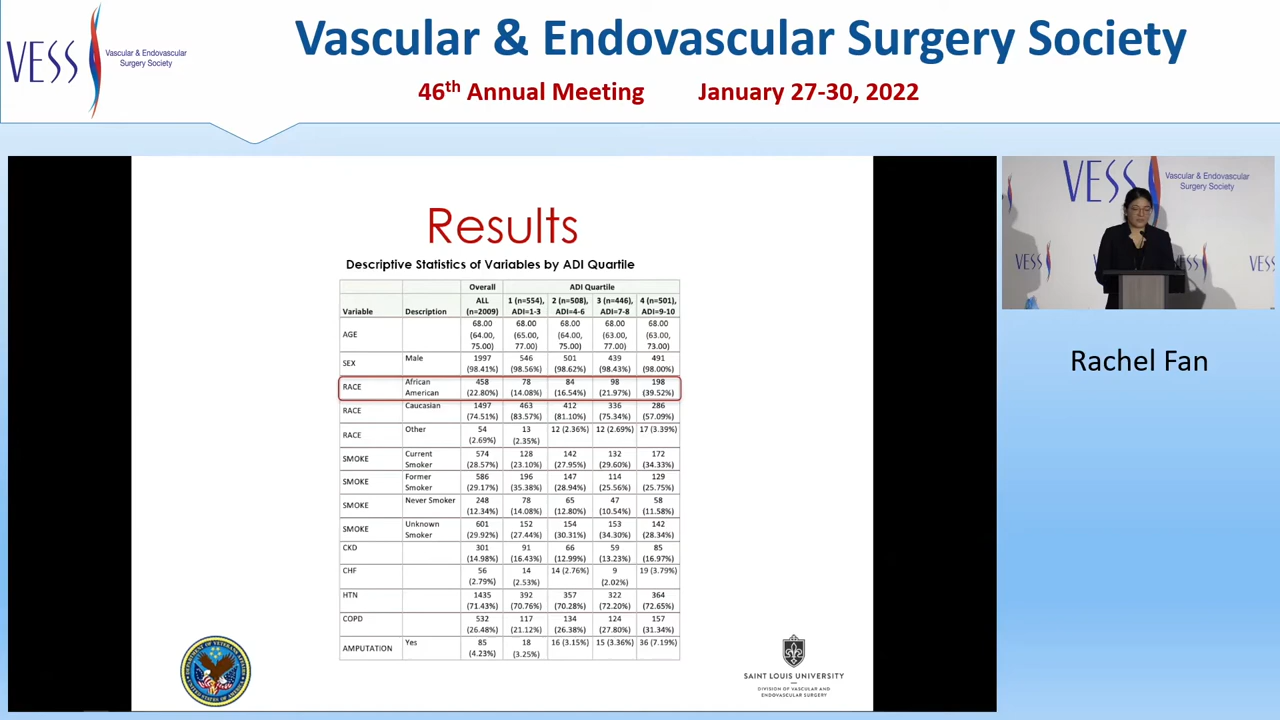 VESS
Vascular & Endovascular
Surgery Society
Vascular & Endovascular Surgery Society
46th Annual Meeting January 27-30, 2022
Results
Descriptive Statistics of Variables by ADI Quartile
Overall ADI Quartile
Variable Description ALL (n=2009) 1 (n=554), ADI=1-3 2 (n=508), ADI=4-6 3 (n=446), ADI=7-8 4 (n=501), ADI=9-10
AGE 68.00 (64.00, 75.00) 68.00 (65.00, 77.00) 68.00 (64.00, 75.00) 68.00 (63.00, 77.00) 68.00 (63.00, 73.00)
SEX Male 1997 (98.41%) 546 (98.56%) 501 (98.62%) 439 (98.43%) 491 (98.00%)
RACE African American 458 (22.80%) 78 (14.08%) 84 (16.54%) 98 (21.97%) 198 (39.52%)
RACE Caucasian 1497 (74.51%) 463 (83.57%) 412 (81.10%) 336 (75.34%) 286 (57.09%)
RACE Other 54 (2.69%) 13 (2.35%) 12 (2.36%) 12 (2.69%) 17 (3.39%)
SMOKE Current Smoker 574 (28.57%) 128 (23.10%) 142 (27.95%) 132 (29.60%) 172 (34.33%)
SMOKE Former Smoker 586 (29.17%) 196 (35.38%) 147 (28.94%) 114 (25.56%) 129 (25.75%)
SMOKE Never Smoker 248 (12.34%) 78 (14.08%) 65 (12.80%) 47 (10.54%) 58 (11.58%)
SMOKE Unknown Smoker 601 (29.92%) 152 (27.44%) 154 (30.31%) 153 (34.30%) 142 (28.34%)
CKD 301 (14.98%) 91 (16.43%) 66 (12.99%) 59 (13.23%) 85 (16.97%)
CHF 56 (2.79%) 14 (2.53%) 14 (2.76%) 9 (2.02%) 19 (3.79%)
HTN 1435 (71.43%) 392 (70.76%) 357 (70.28%) 322 (72.20%) 364 (72.65%)
COPD 532 (26.48%) 117 (21.12%) 134 (26.38%) 124 (27.80%) 157 (31.34%)
AMPUTATION Yes 85 (4.23%) 18 (3.25%) 16 (3.15%) 15 (3.36%) 36 (7.19%)
SAINT LOUIS UNIVERSITY
DIVISION OF VASCULAR AND
ENDOVASCULAR SURGERY
VESS
Vascular & Endovascular
Surgery Society
Rachel Fan